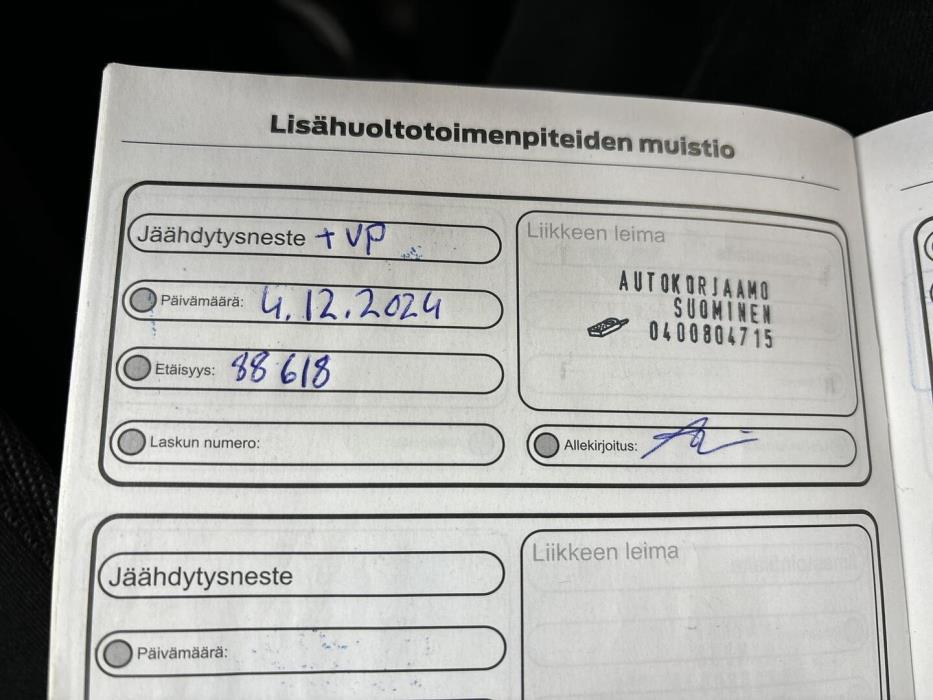 Lisähuoltotoimenpiteiden muistio
Jäähdytysneste + VP
Päivämäärä: 4.12.2024
Etäisyys: 88 618
Laskun numero:
Liikkeen leima
AUTOKORJAAMO
SUOMINEN
0400804715
Allekirjoitus:
Jäähdytysneste
Päivämäärä:
Liikkeen leima